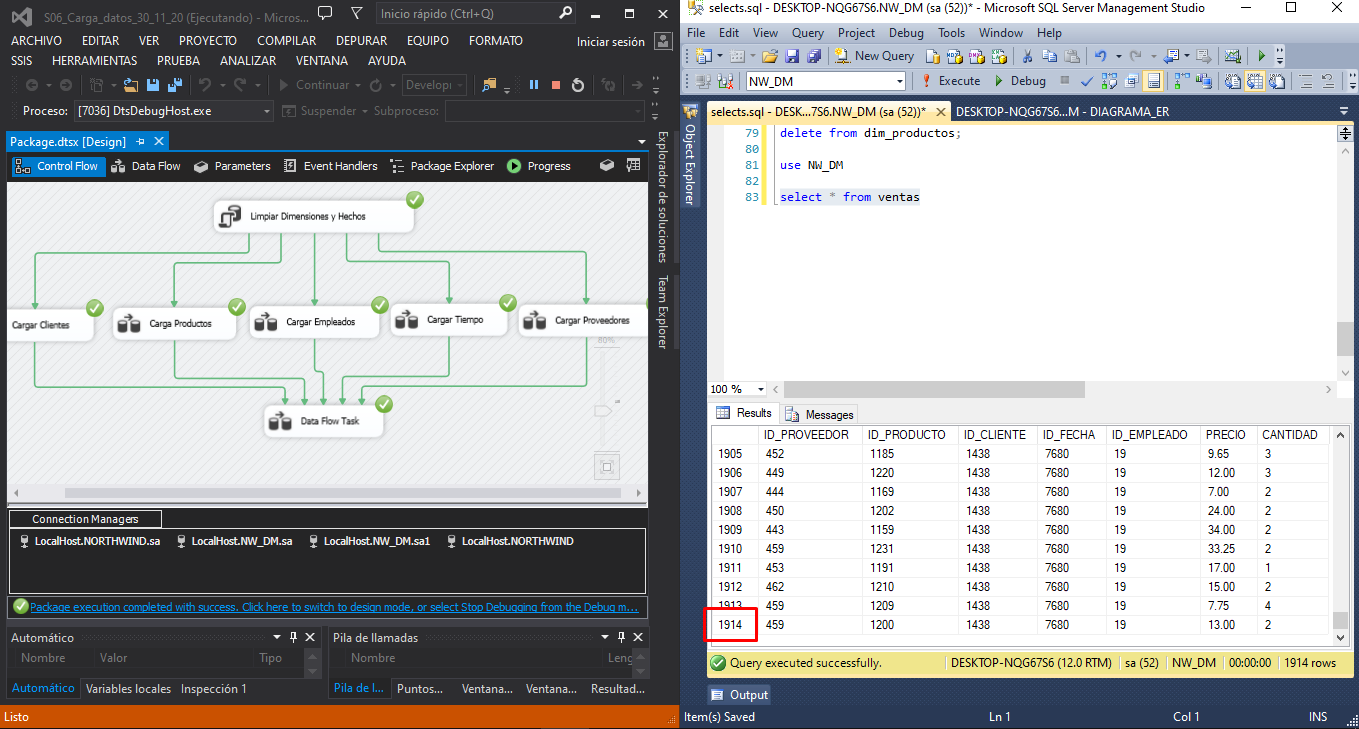 S06_Carga_datos_30_11_20 (Ejecutando) - Micros...
Inicio rápido (Ctrl+Q)
ARCHIVO EDITAR VER PROYECTO COMPILAR DEPURAR EQUIPO FORMATO
Iniciar sesión
SSIS HERRAMIENTAS PRUEBA ANALIZAR VENTANA AYUDA
Continuar Developi
Proceso: [7036] DtsDebugHost.exe Suspender Subproceso:
Package.dtsx [Design]
Control Flow Data Flow Parameters Event Handlers Package Explorer Progress
Explorador de soluciones
Team Explorer
Limpiar Dimensiones y Hechos
Cargar Clientes Carga Productos Cargar Empleados Cargar Tiempo Cargar Proveedores
80%
Data Flow Task
Connection Managers
LocalHost.NORTHWIND.sa LocalHost.NW_DM.sa LocalHost.NW_DM.sa1 LocalHost.NORTHWIND
Package execution completed with success. Click here to switch to design mode, or select Stop Debugging from the Debug m...
Automático
Nombre Valor Tipo
Automático Variables locales Inspección 1
Pila de llamadas
Nombre Leng
Pila de l... Puntos... Ventana... Ventana... Resultad...
Listo
selects.sql - DESKTOP-NQG67S6.NW_DM (sa (52))* - Microsoft SQL Server Management Studio
File Edit View Query Project Debug Tools Window Help
New Query
NW_DM Execute Debug
Object Explorer
selects.sql - DESK...7S6.NW_DM (sa (52))* DESKTOP-NQG67S6...M - DIAGRAMA_ER
79 delete from dim_productos;
80
81 use NW_DM
82
83 select * from ventas
100 %
Results Messages
ID_PROVEEDOR ID_PRODUCTO ID_CLIENTE ID_FECHA ID_EMPLEADO PRECIO CANTIDAD
1905 452 1185 1438 7680 19 9.65 3
1906 449 1220 1438 7680 19 12.00 3
1907 444 1169 1438 7680 19 7.00 2
1908 450 1202 1438 7680 19 24.00 2
1909 443 1159 1438 7680 19 34.00 2
1910 459 1231 1438 7680 19 33.25 2
1911 453 1191 1438 7680 19 17.00 1
1912 462 1210 1438 7680 19 15.00 2
1913 459 1209 1438 7680 19 7.75 4
1914 459 1200 1438 7680 19 13.00 2
Query executed successfully. DESKTOP-NQG67S6 (12.0 RTM) sa (52) NW_DM 00:00:00 1914 rows
Output
Item(s) Saved Ln 1 Col 1 INS